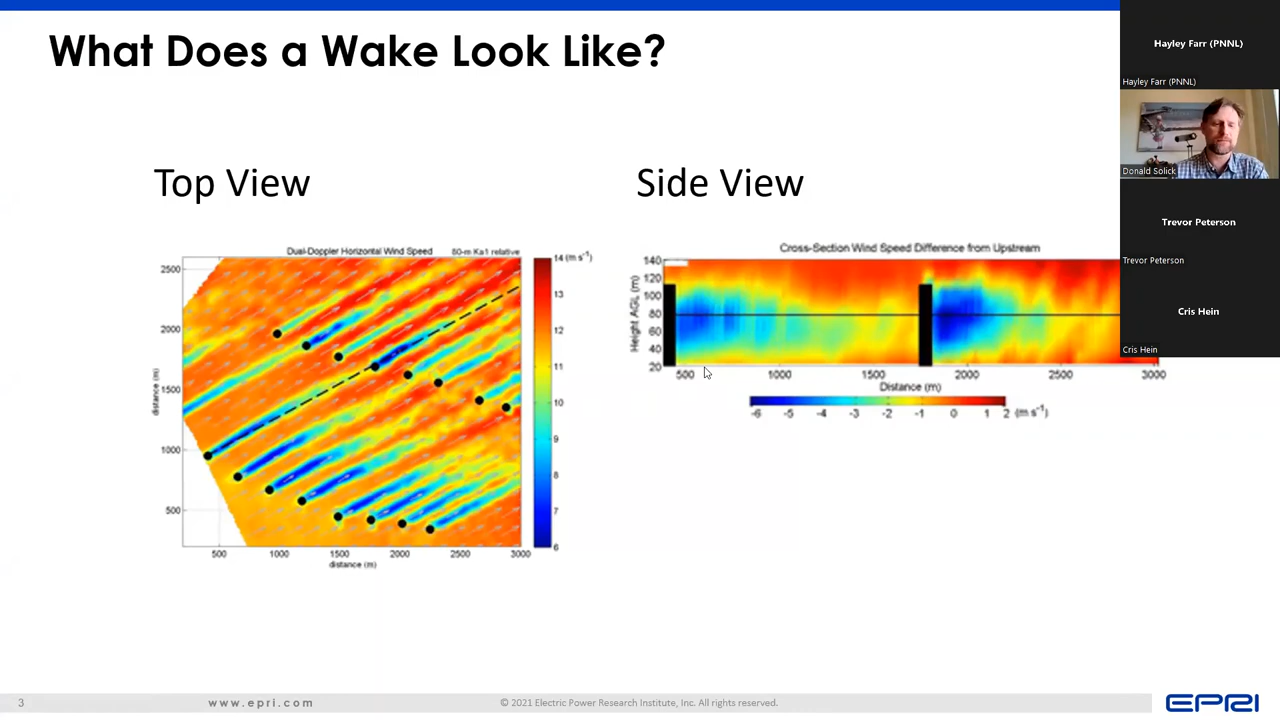 What Does a Wake Look Like?
Top View
Side View
Dual-Doppler Horizontal Wind Speed 80-m Ka1 relative
14 (m s⁻¹)
13
12
11
10
9
8
7
6
2500
2000
1500
1000
500
distance (m)
500 1000 1500 2000 2500 3000
distance (m)
Cross-Section Wind Speed Difference from Upstream
140
120
100
80
60
40
20
Height AGL (m)
500 1000 1500 2000 2500 3000
Distance (m)
-6 -5 -4 -3 -2 -1 0 1 2 (m s⁻¹)
Hayley Farr (PNNL)
Hayley Farr (PNNL)
Donald Solick
Trevor Peterson
Trevor Peterson
Cris Hein
Cris Hein
3
www.epri.com
© 2021 Electric Power Research Institute, Inc. All rights reserved.
EPRI